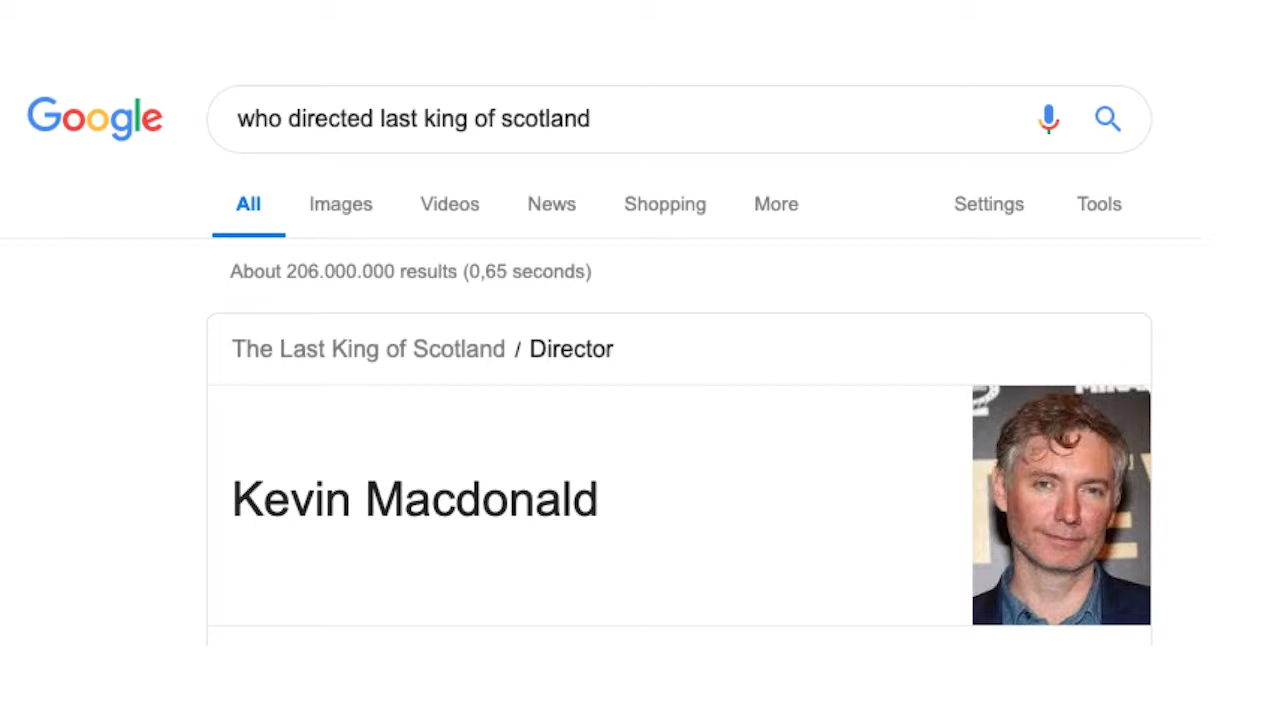 Google
who directed last king of scotland
All Images Videos News Shopping More Settings Tools
About 206.000.000 results (0,65 seconds)
The Last King of Scotland / Director
Kevin Macdonald